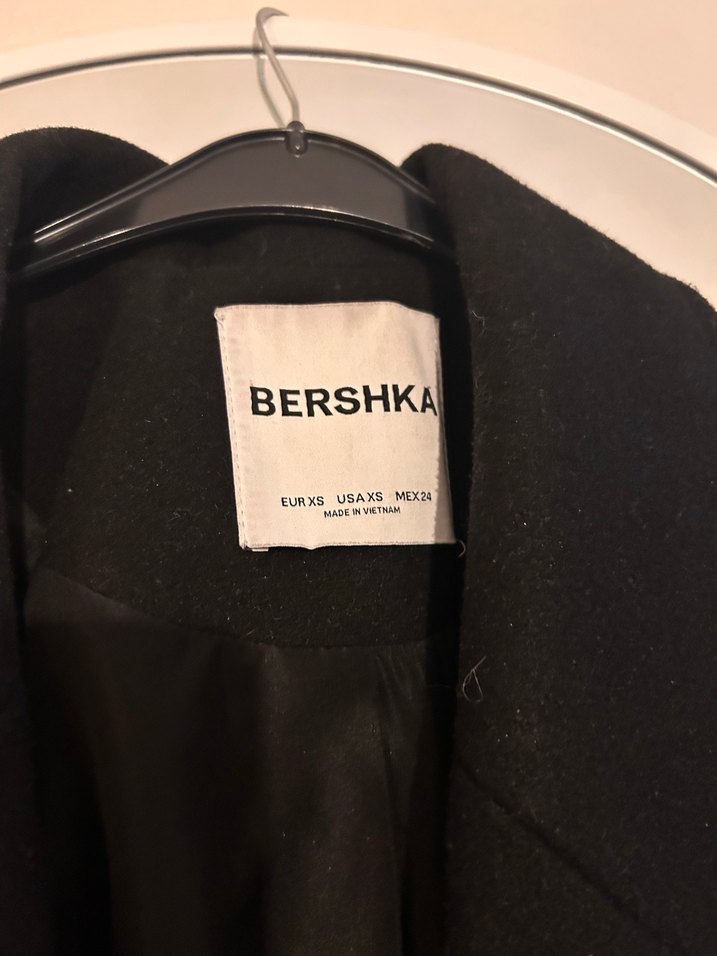 BERSHKA
EUR XS USA XS MEX 24
MADE IN VIETNAM